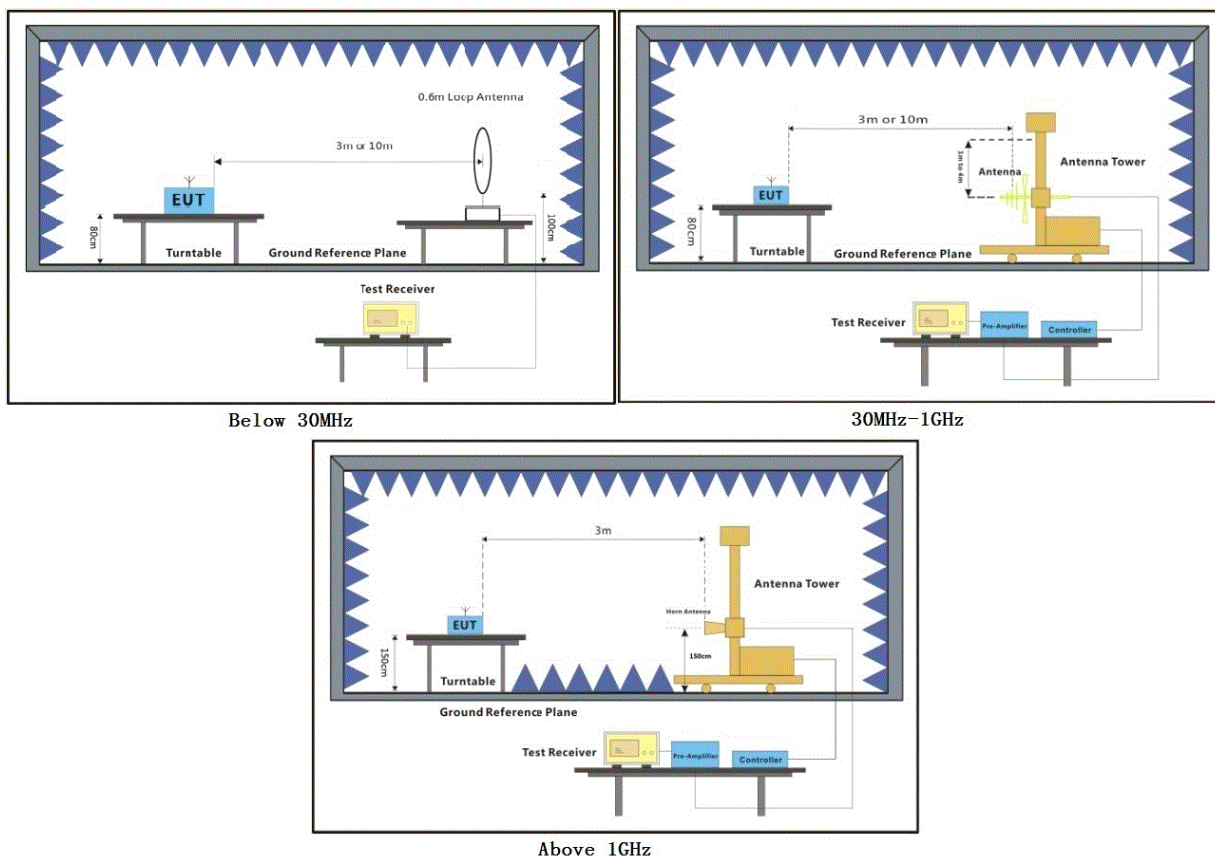 0.6m Loop Antenna
3m or 10m
EUT
80cm
100cm
Turntable
Ground Reference Plane
Test Receiver
Below 30MHz
3m or 10m
1m to 4m
Antenna Tower
Antenna
EUT
80cm
Turntable
Ground Reference Plane
Test Receiver
Pre-Amplifier
Controller
30MHz-1GHz
3m
Antenna Tower
Horn Antenna
EUT
150cm
150cm
Turntable
Ground Reference Plane
Test Receiver
Pre-Amplifier
Controller
Above 1GHz